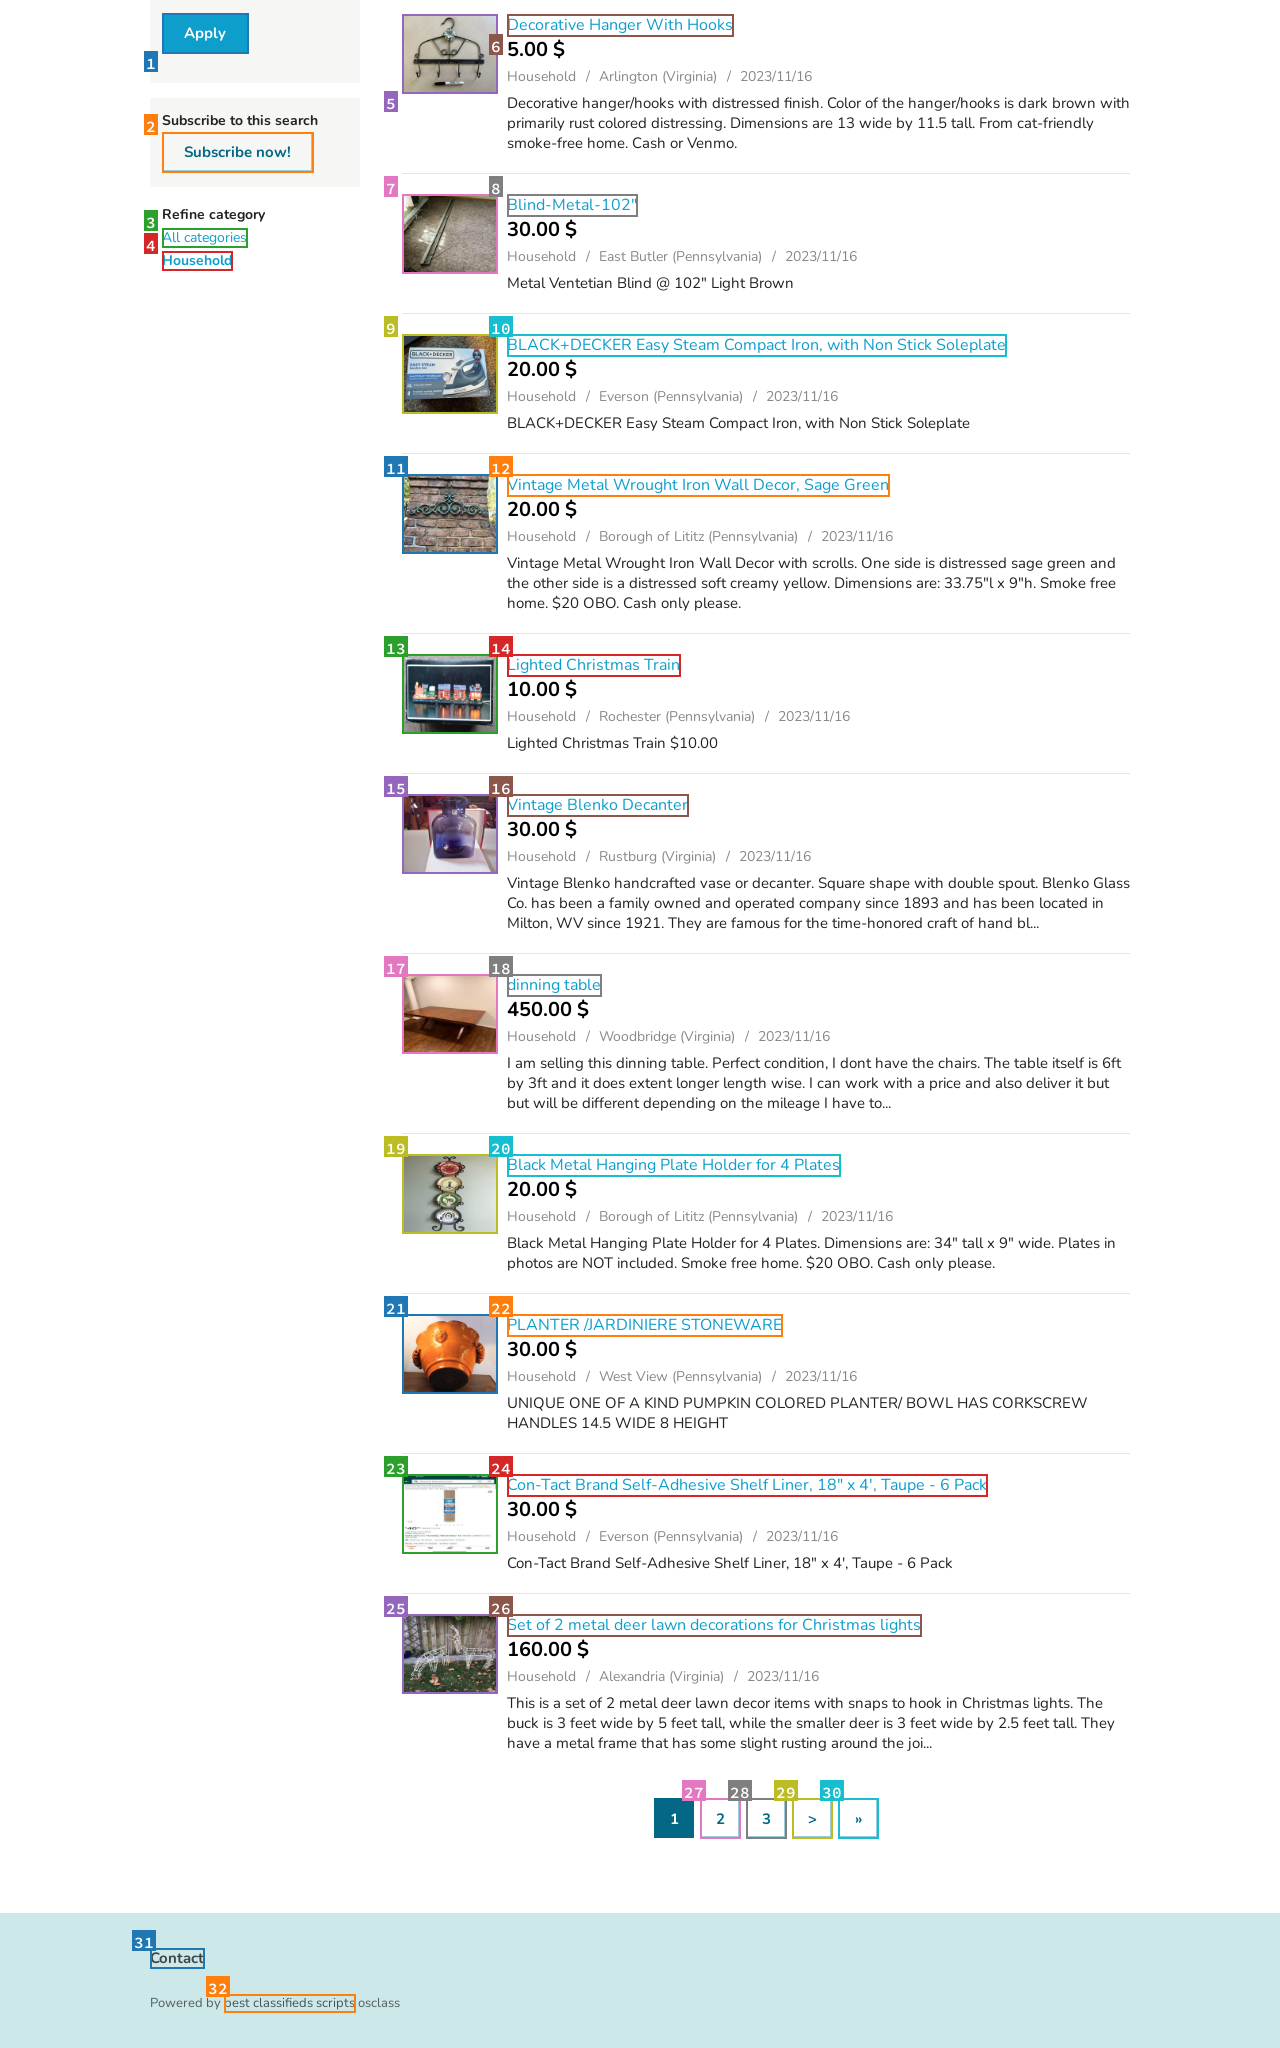 Apply
1
2
Subscribe to this search
Subscribe now!
Refine category
3
All categories
4
Household
5
6
Decorative Hanger With Hooks
5.00 $
Household / Arlington (Virginia) / 2023/11/16
Decorative hanger/hooks with distressed finish. Color of the hanger/hooks is dark brown with
primarily rust colored distressing. Dimensions are 13 wide by 11.5 tall. From cat-friendly
smoke-free home. Cash or Venmo.
7
8
Blind-Metal-102"
30.00 $
Household / East Butler (Pennsylvania) / 2023/11/16
Metal Ventetian Blind @ 102" Light Brown
9
10
BLACK+DECKER
EASY STEAM
BLACK+DECKER Easy Steam Compact Iron, with Non Stick Soleplate
20.00 $
Household / Everson (Pennsylvania) / 2023/11/16
BLACK+DECKER Easy Steam Compact Iron, with Non Stick Soleplate
11
12
Vintage Metal Wrought Iron Wall Decor, Sage Green
20.00 $
Household / Borough of Lititz (Pennsylvania) / 2023/11/16
Vintage Metal Wrought Iron Wall Decor with scrolls. One side is distressed sage green and
the other side is a distressed soft creamy yellow. Dimensions are: 33.75"l x 9"h. Smoke free
home. $20 OBO. Cash only please.
13
14
Lighted Christmas Train
10.00 $
Household / Rochester (Pennsylvania) / 2023/11/16
Lighted Christmas Train $10.00
15
16
Vintage Blenko Decanter
30.00 $
Household / Rustburg (Virginia) / 2023/11/16
Vintage Blenko handcrafted vase or decanter. Square shape with double spout. Blenko Glass
Co. has been a family owned and operated company since 1893 and has been located in
Milton, WV since 1921. They are famous for the time-honored craft of hand bl...
17
18
dinning table
450.00 $
Household / Woodbridge (Virginia) / 2023/11/16
I am selling this dinning table. Perfect condition, I dont have the chairs. The table itself is 6ft
by 3ft and it does extent longer length wise. I can work with a price and also deliver it but
but will be different depending on the mileage I have to...
19
20
Black Metal Hanging Plate Holder for 4 Plates
20.00 $
Household / Borough of Lititz (Pennsylvania) / 2023/11/16
Black Metal Hanging Plate Holder for 4 Plates. Dimensions are: 34" tall x 9" wide. Plates in
photos are NOT included. Smoke free home. $20 OBO. Cash only please.
21
22
PLANTER /JARDINIERE STONEWARE
30.00 $
Household / West View (Pennsylvania) / 2023/11/16
UNIQUE ONE OF A KIND PUMPKIN COLORED PLANTER/ BOWL HAS CORKSCREW
HANDLES 14.5 WIDE 8 HEIGHT
23
24
Con-Tact Brand Self-Adhesive Shelf Liner, 18" x 4', Taupe - 6 Pack
30.00 $
Household / Everson (Pennsylvania) / 2023/11/16
Con-Tact Brand Self-Adhesive Shelf Liner, 18" x 4', Taupe - 6 Pack
25
26
Set of 2 metal deer lawn decorations for Christmas lights
160.00 $
Household / Alexandria (Virginia) / 2023/11/16
This is a set of 2 metal deer lawn decor items with snaps to hook in Christmas lights. The
buck is 3 feet wide by 5 feet tall, while the smaller deer is 3 feet wide by 2.5 feet tall. They
have a metal frame that has some slight rusting around the joi...
27 28 29 30
1 2 3 > »
31
Contact
32
Powered by best classifieds scripts osclass